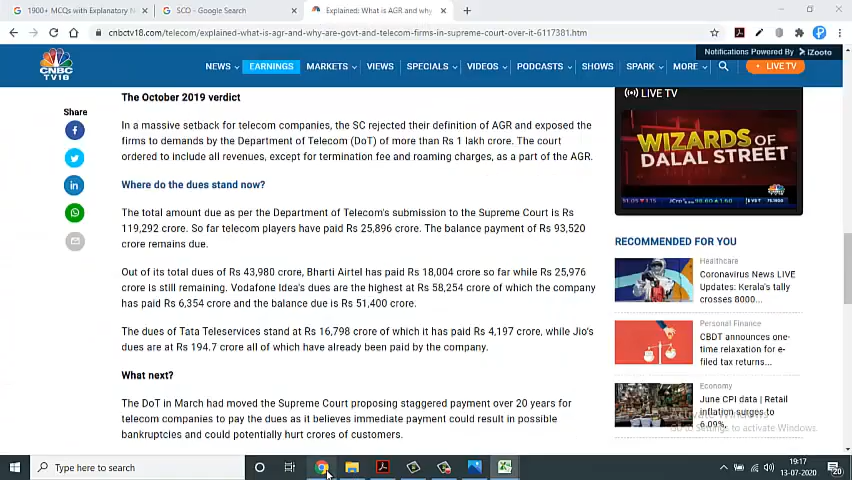 1900+ MCQs with Explanatory N
SCO - Google Search
Explained: What is AGR and why
cnbctv18.com/telecom/explained-what-is-agr-and-why-are-govt-and-telecom-firms-in-supreme-court-over-it-6117381.htm
Notifications Powered By iZooto
CNBC
TV18
NEWS
EARNINGS
MARKETS
VIEWS
SPECIALS
VIDEOS
PODCASTS
SHOWS
SPARK
MORE
LIVE TV
Share
The October 2019 verdict
In a massive setback for telecom companies, the SC rejected their definition of AGR and exposed the
firms to demands by the Department of Telecom (DoT) of more than Rs 1 lakh crore. The court
ordered to include all revenues, except for termination fee and roaming charges, as a part of the AGR.
Where do the dues stand now?
The total amount due as per the Department of Telecom's submission to the Supreme Court is Rs
119,292 crore. So far telecom players have paid Rs 25,896 crore. The balance payment of Rs 93,520
crore remains due.
Out of its total dues of Rs 43,980 crore, Bharti Airtel has paid Rs 18,004 crore so far while Rs 25,976
crore is still remaining. Vodafone Idea's dues are the highest at Rs 58,254 crore of which the company
has paid Rs 6,354 crore and the balance due is Rs 51,400 crore.
The dues of Tata Teleservices stand at Rs 16,798 crore of which it has paid Rs 4,197 crore, while Jio's
dues are at Rs 194.7 crore all of which have already been paid by the company.
What next?
The DoT in March had moved the Supreme Court proposing staggered payment over 20 years for
telecom companies to pay the dues as it believes immediate payment could result in possible
bankruptcies and could potentially hurt crores of customers.
LIVE TV
WIZARDS OF
DALAL STREET
RECOMMENDED FOR YOU
Healthcare
Coronavirus News LIVE
Updates: Kerala's tally
crosses 8000...
Personal Finance
CBDT announces one-
time relaxation for e-
filed tax returns...
Economy
June CPI data | Retail
inflation surges to
6.09%.
Activate Windows
Go to Settings to activate Windows.
Type here to search
19:17
13-07-2020
20